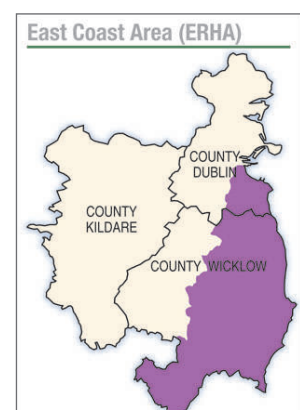 East Coast Area (ERHA)
COUNTY
DUBLIN
COUNTY
KILDARE
COUNTY WICKLOW